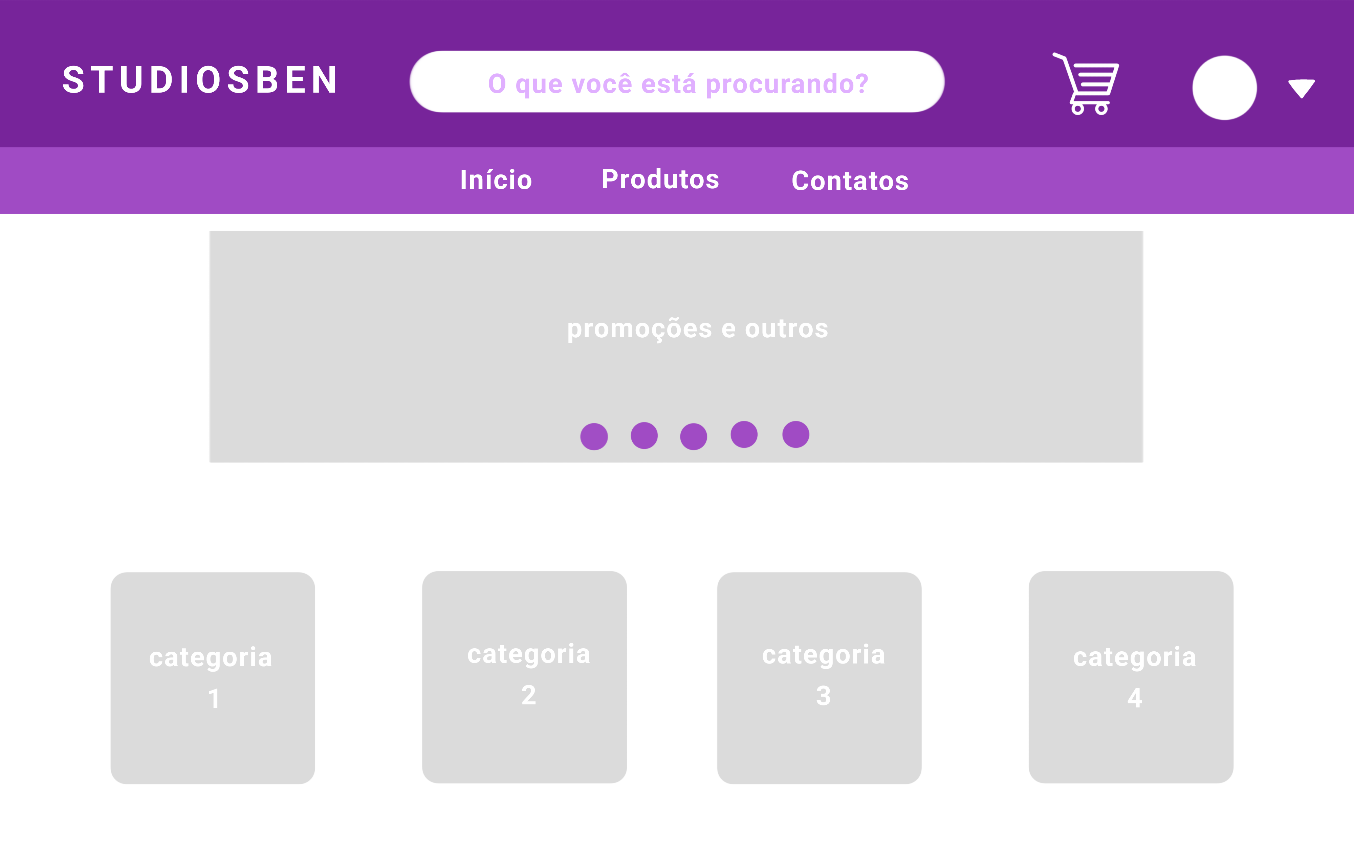 STUDIOSBEN
O que você está procurando?
Início
Produtos
Contatos
promoções e outros
categoria
1
categoria
2
categoria
3
categoria
4